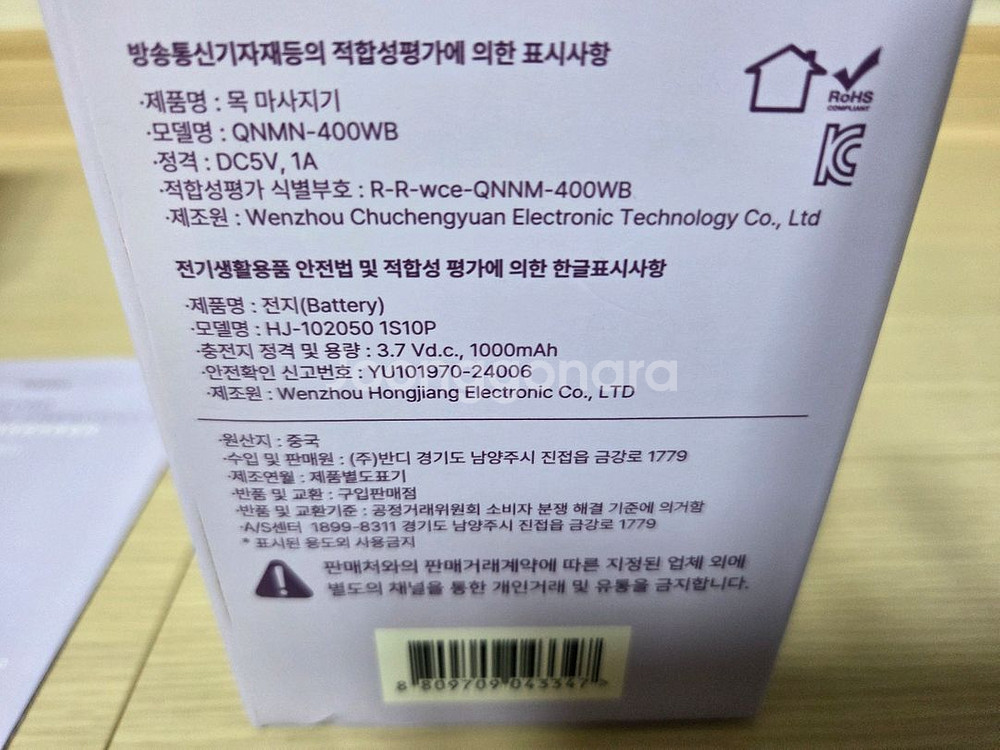 방송통신기자재등의 적합성평가에 의한 표시사항
·제품명 : 목 마사지기
·모델명 : QNMN-400WB
·정격 : DC5V, 1A
·적합성평가 식별부호 : R-R-wce-QNNM-400WB
·제조원 : Wenzhou Chuchengyuan Electronic Technology Co., Ltd
RoHS
COMPLIANT
전기생활용품 안전법 및 적합성 평가에 의한 한글표시사항
·제품명 : 전지(Battery)
·모델명 : HJ-102050 1S10P
·충전지 정격 및 용량 : 3.7 Vd.c., 1000mAh
·안전확인 신고번호 : YU101970-24006
·제조원 : Wenzhou Hongjiang Electronic Co., LTD
joonggonara
·원산지 : 중국
·수입 및 판매원 : (주)반디 경기도 남양주시 진접읍 금강로 1779
·제조연월 : 제품별도표기
·반품 및 교환 : 구입판매점
·반품 및 교환기준 : 공정거래위원회 소비자 분쟁 해결 기준에 의거함
·A/S센터 1899-8311 경기도 남양주시 진접읍 금강로 1779
* 표시된 용도외 사용금지
판매처와의 판매거래계약에 따른 지정된 업체 외에
별도의 채널을 통한 개인거래 및 유통을 금지합니다.
8 809709 043347 >